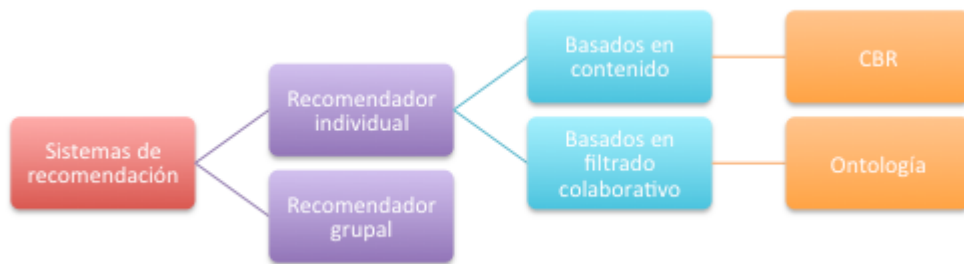 Sistemas de
recomendación
Recomendador
individual
Recomendador
grupal
Basados en
contenido
Basados en
filtrado
colaborativo
CBR
Ontología